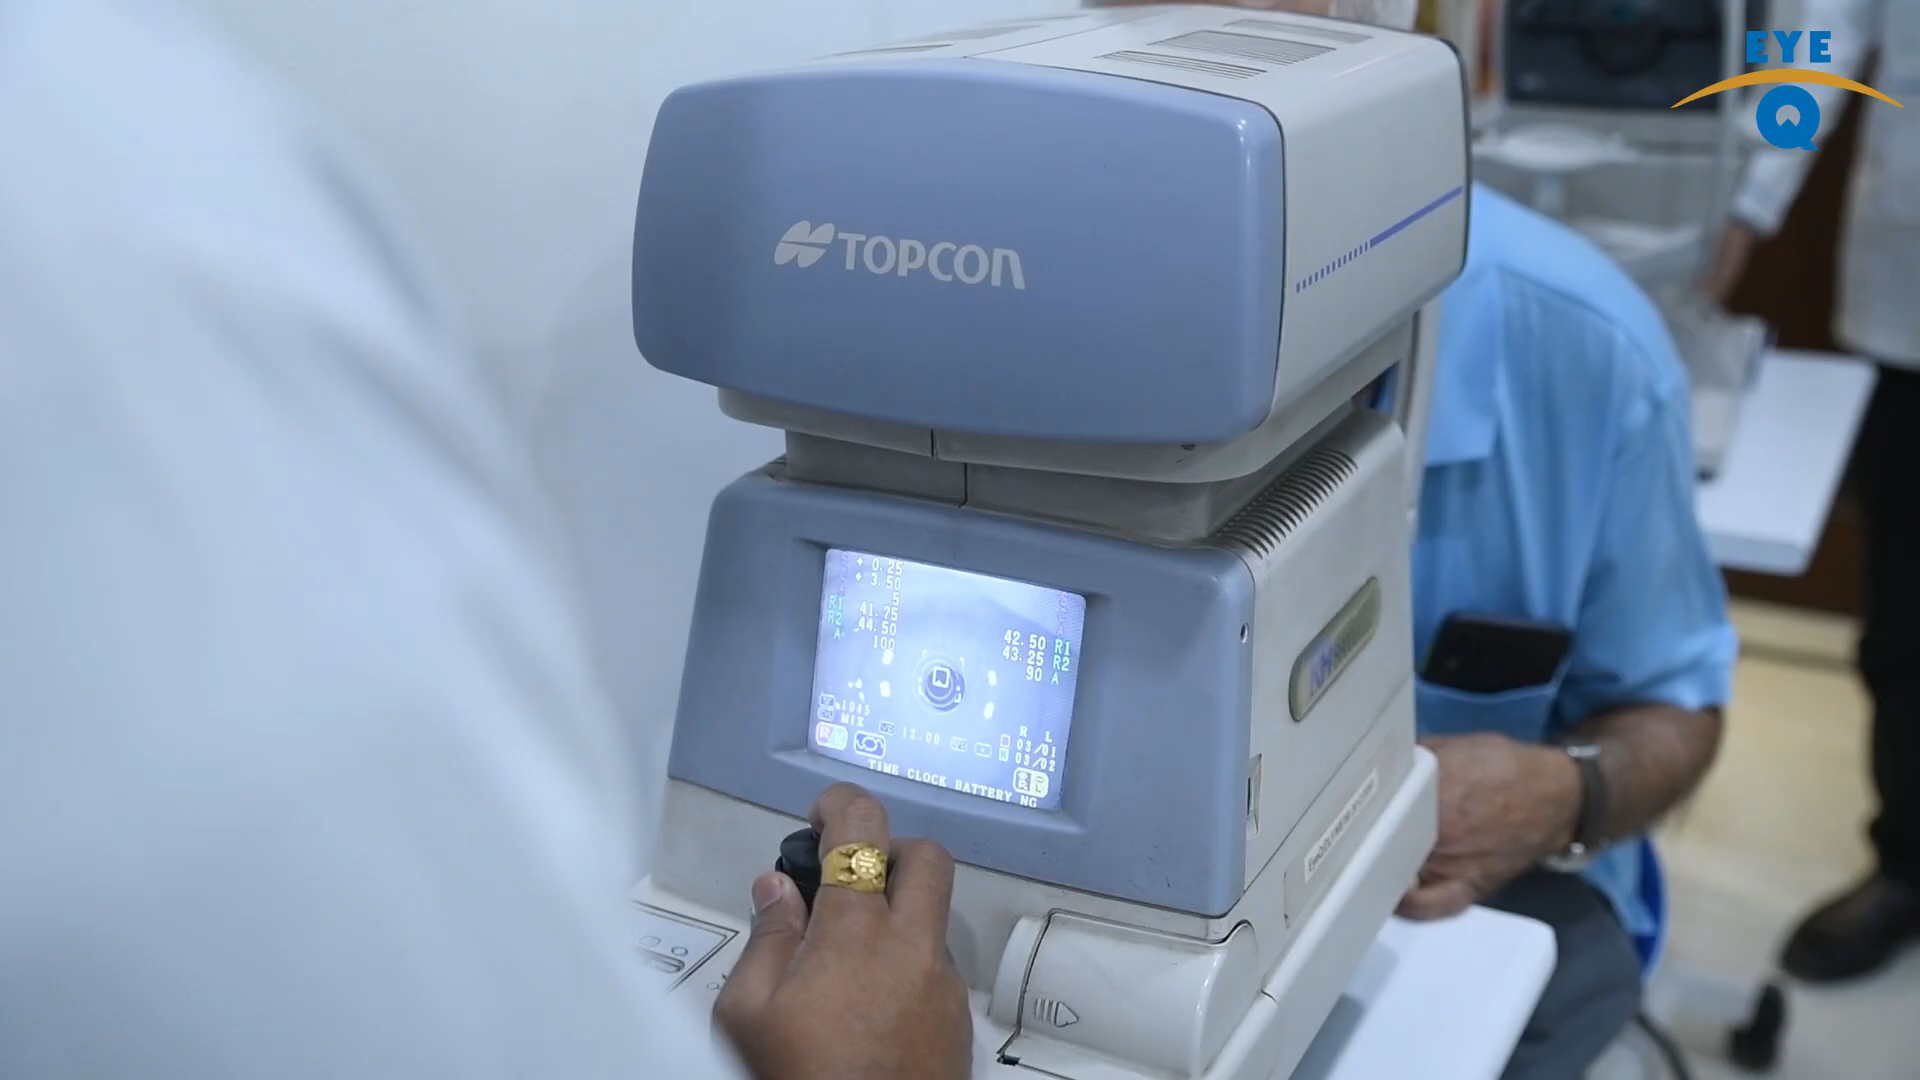 EYE
Q
TOPCON
+ 0.25
+ 3.50
5
R1 41.75
R2 44.50
A 100
42.50 R1
43.25 R2
90 A
MIX
12.00
R L
03/01
03/02
TIME CLOCK BATTERY NG